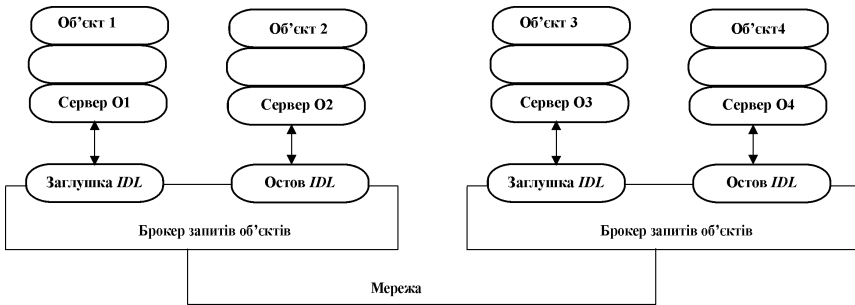 Об’єкт 1
Об’єкт 2
Об’єкт 3
Об’єкт4
Сервер О1
Сервер О2
Сервер О3
Сервер О4
Заглушка IDL
Остов IDL
Заглушка IDL
Остов IDL
Брокер запитів об’єктів
Брокер запитів об’єктів
Мережа